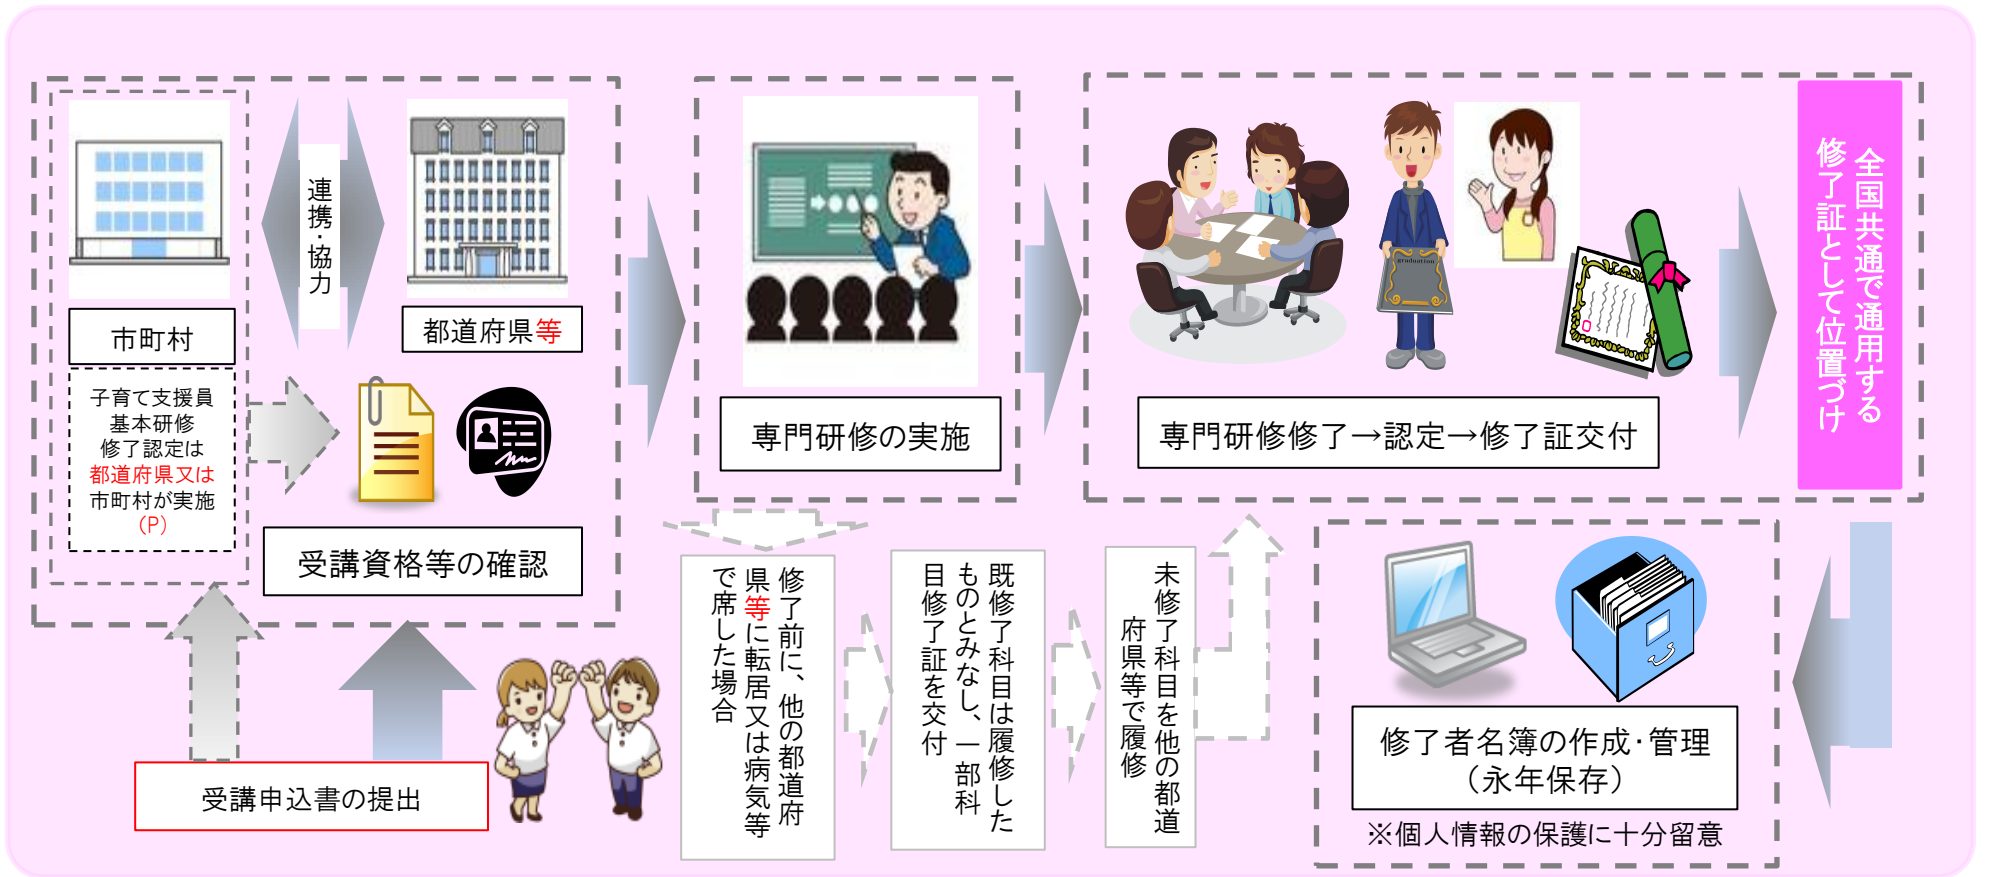 市町村
連携・協力
都道府県等
子育て支援員
基本研修
修了認定は
都道府県又は
市町村が実施
（P）
受講資格等の確認
受講申込書の提出
専門研修の実施
graduation
専門研修修了→認定→修了証交付
全国共通で通用する
修了証として位置づけ
修了前に、他の都道府
県等に転居又は病気等
で席した場合
既修了科目は履修した
ものとみなし、一部科
目修了証を交付
未修了科目を他の都道
府県等で履修
修了者名簿の作成・管理
（永年保存）
※個人情報の保護に十分留意